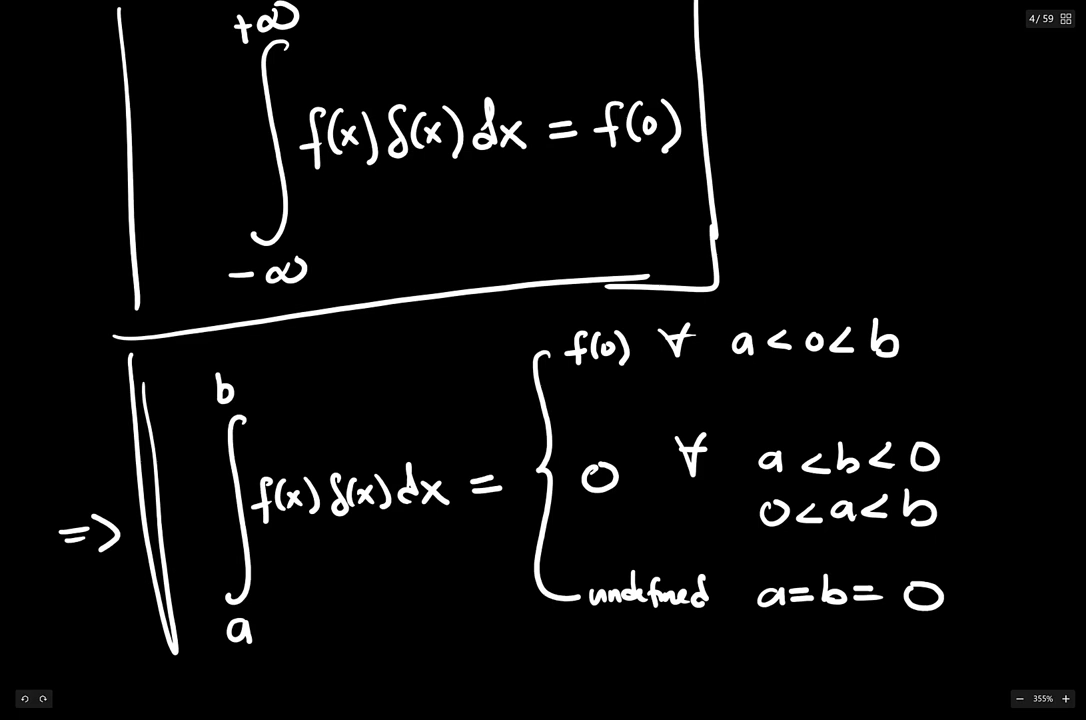 4 / 59
+∞
∫ f(x) δ(x) dx = f(0)
-∞
f(0) ∀ a < 0 < b
b
0 ∀ a < b < 0
=> ∫ f(x) δ(x) dx =
0 < a < b
undefined a = b = 0
a
355%